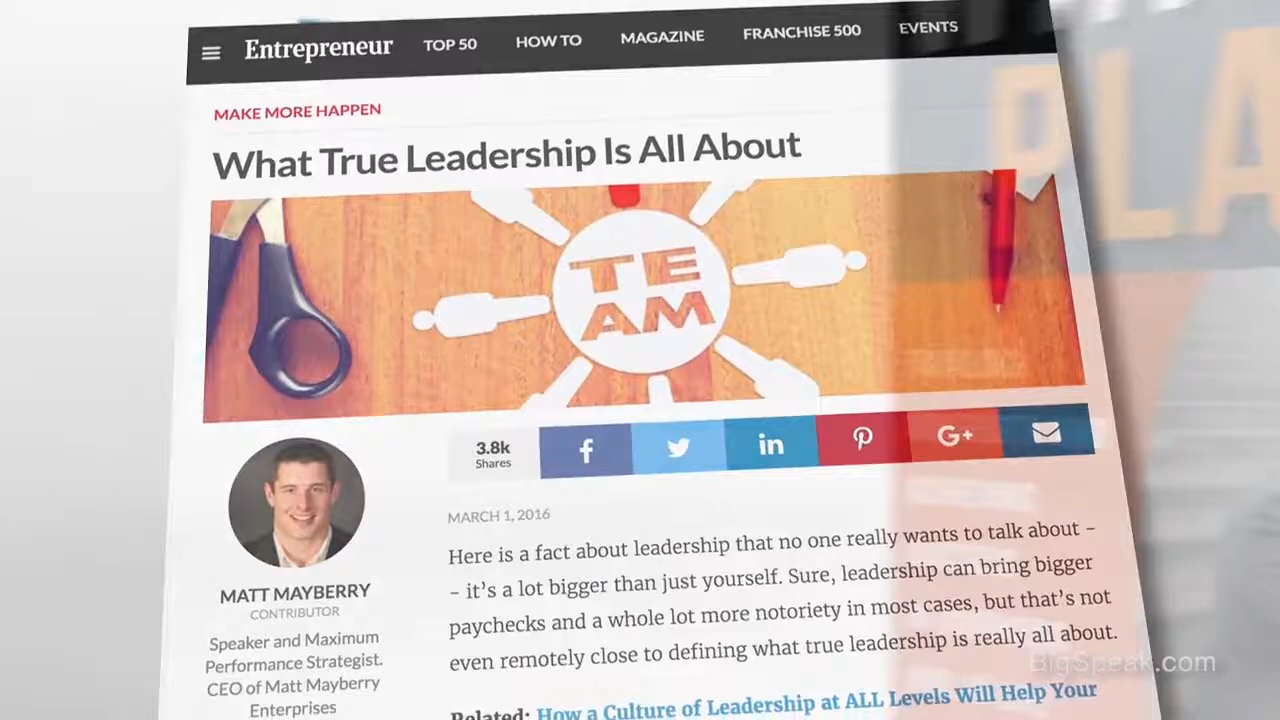 Entrepreneur TOP 50 HOW TO MAGAZINE FRANCHISE 500 EVENTS
MAKE MORE HAPPEN
What True Leadership Is All About
PLA
TE
AM
3.8k
Shares
MARCH 1, 2016
Here is a fact about leadership that no one really wants to talk about –
– it's a lot bigger than just yourself. Sure, leadership can bring bigger
paychecks and a whole lot more notoriety in most cases, but that's not
even remotely close to defining what true leadership is really all about.
Related: How a Culture of Leadership at ALL Levels Will Help Your
MATT MAYBERRY
CONTRIBUTOR
Speaker and Maximum
Performance Strategist.
CEO of Matt Mayberry
Enterprises
BigSpeak.com